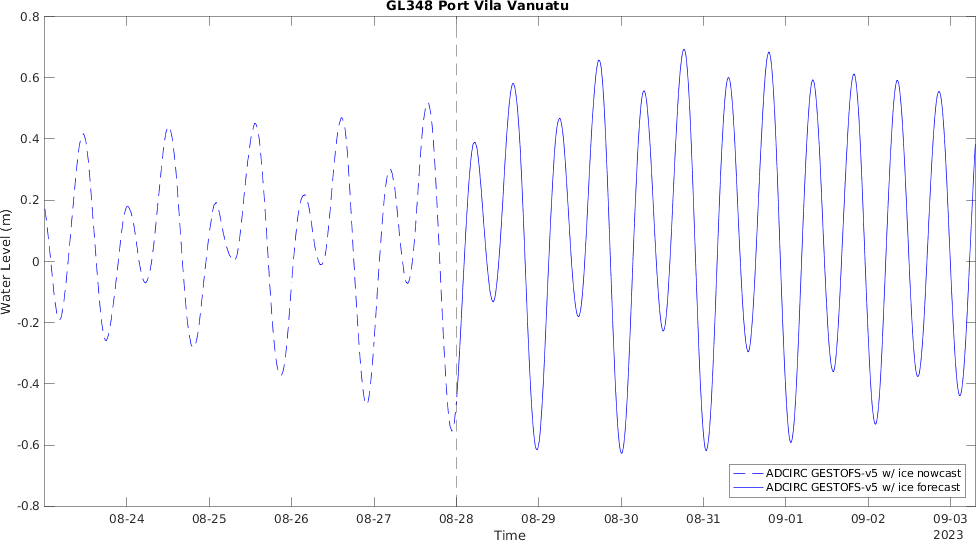 GL348 Port Vila Vanuatu
0.8
0.6
0.4
0.2
0
-0.2
-0.4
-0.6
-0.8
Water Level (m)
ADCIRC GESTOFS-v5 w/ ice nowcast
ADCIRC GESTOFS-v5 w/ ice forecast
08-24 08-25 08-26 08-27 08-28 08-29 08-30 08-31 09-01 09-02 09-03
2023
Time